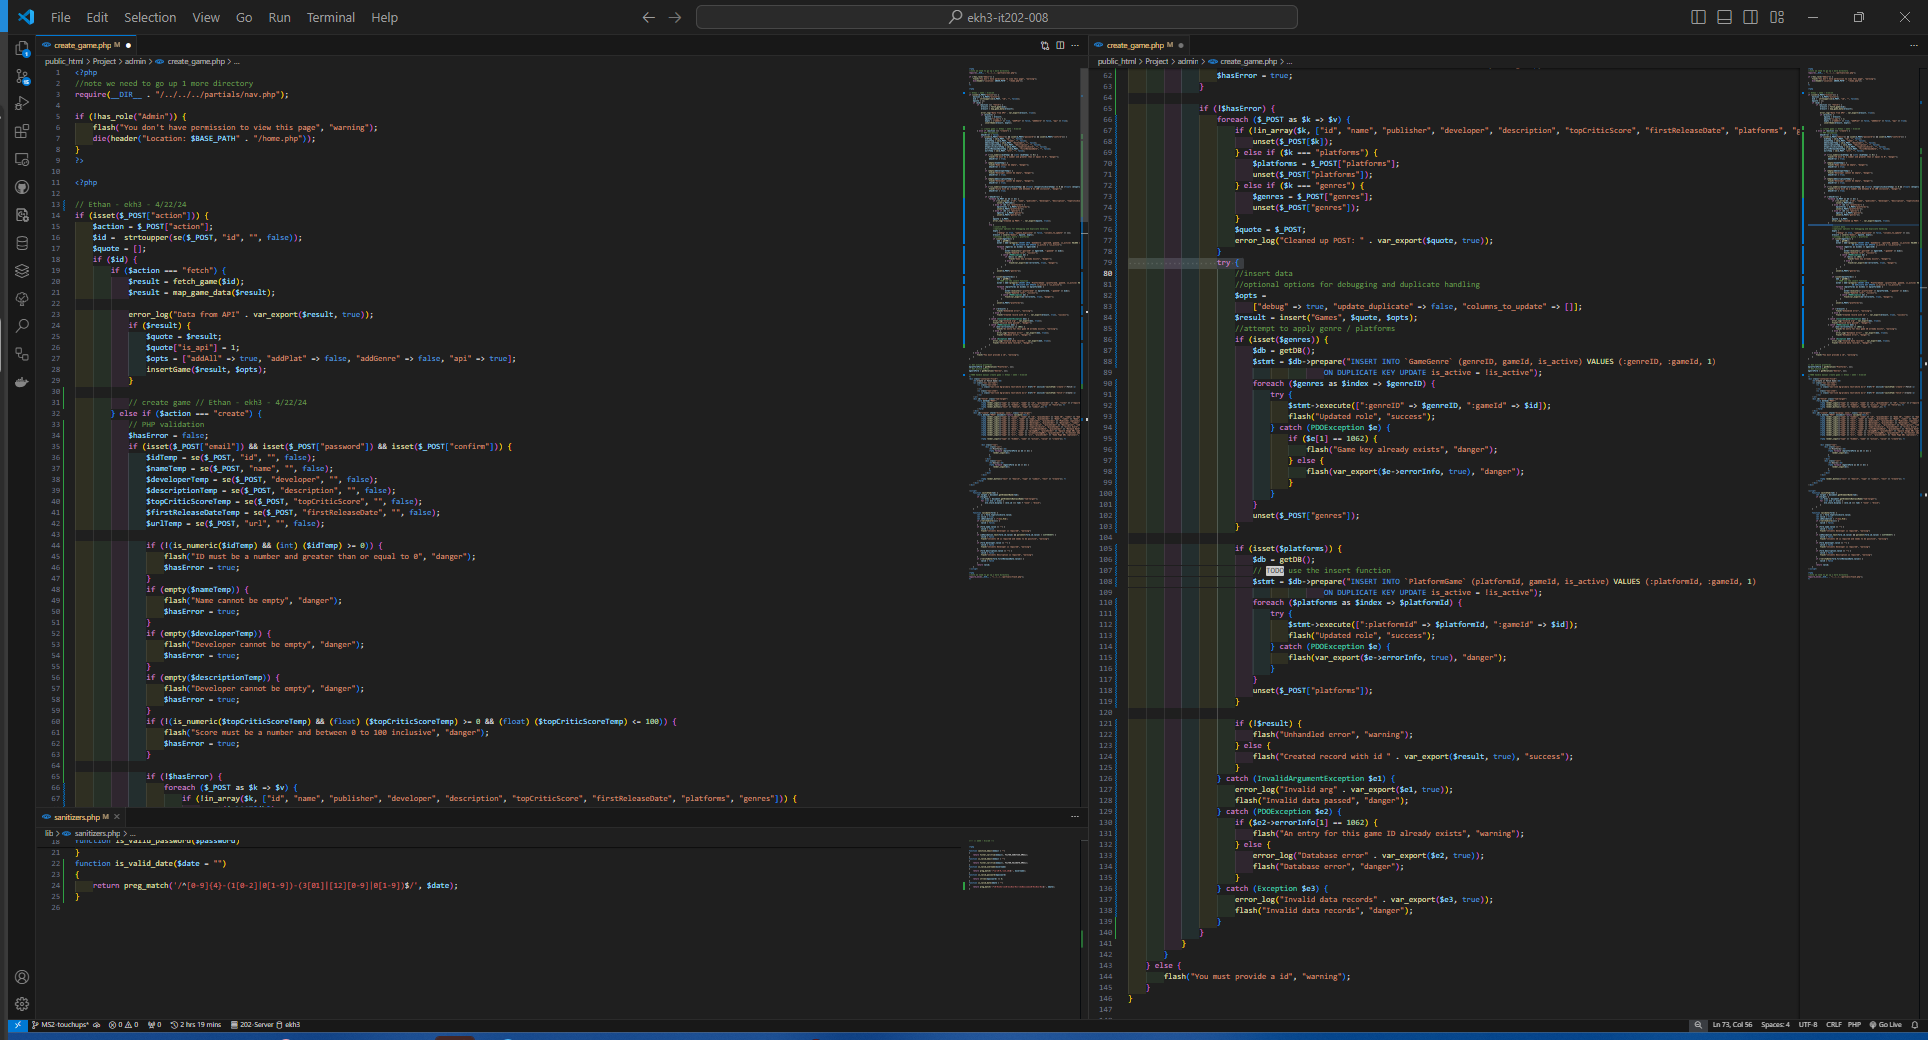 File Edit Selection View Go Run Terminal Help
ekh3-it202-008
create_game.php M
public_html > Project > admin > create_game.php > ...
1 <?php
2 //note we need to go up 1 more directory
3 require(__DIR__ . "/../../../partials/nav.php");
4
5 if (!has_role("Admin")) {
6 flash("You don't have permission to view this page", "warning");
7 die(header("Location: $BASE_PATH" . "/home.php"));
8 }
9 ?>
10
11 <?php
12
13 // Ethan - ekh3 - 4/22/24
14 if (isset($_POST["action"])) {
15 $action = $_POST["action"];
16 $id = strtoupper(se($_POST, "id", "", false));
17 $quote = [];
18 if ($id) {
19 if ($action === "fetch") {
20 $result = fetch_game($id);
21 $result = map_game_data($result);
22
23 error_log("Data from API" . var_export($result, true));
24 if ($result) {
25 $quote = $result;
26 $quote["is_api"] = 1;
27 $opts = ["addAll" => true, "addPlat" => false, "addGenre" => false, "api" => true];
28 insertGame($result, $opts);
29 }
30
31 // create game // Ethan - ekh3 - 4/22/24
32 } else if ($action === "create") {
33 // PHP validation
34 $hasError = false;
35 if (isset($_POST["email"]) && isset($_POST["password"]) && isset($_POST["confirm"])) {
36 $idTemp = se($_POST, "id", "", false);
37 $nameTemp = se($_POST, "name", "", false);
38 $developerTemp = se($_POST, "developer", "", false);
39 $descriptionTemp = se($_POST, "description", "", false);
40 $topCriticScoreTemp = se($_POST, "topCriticScore", "", false);
41 $firstReleaseDateTemp = se($_POST, "firstReleaseDate", "", false);
42 $urlTemp = se($_POST, "url", "", false);
43
44 if (!(is_numeric($idTemp) && (int) ($idTemp) >= 0)) {
45 flash("ID must be a number and greater than or equal to 0", "danger");
46 $hasError = true;
47 }
48 if (empty($nameTemp)) {
49 flash("Name cannot be empty", "danger");
50 $hasError = true;
51 }
52 if (empty($developerTemp)) {
53 flash("Developer cannot be empty", "danger");
54 $hasError = true;
55 }
56 if (empty($descriptionTemp)) {
57 flash("Developer cannot be empty", "danger");
58 $hasError = true;
59 }
60 if (!(is_numeric($topCriticScoreTemp) && (float) ($topCriticScoreTemp) >= 0 && (float) ($topCriticScoreTemp) <= 100)) {
61 flash("Score must be a number and between 0 to 100 inclusive", "danger");
62 $hasError = true;
63 }
64
65 if (!$hasError) {
66 foreach ($_POST as $k => $v) {
67 if (!in_array($k, ["id", "name", "publisher", "developer", "description", "topCriticScore", "firstReleaseDate", "platforms", "genres"])) {
sanitizers.php M
lib > sanitizers.php > ...
18 function is_valid_password($password)
21 }
22 function is_valid_date($date = "")
23 {
24 return preg_match('/^[0-9]{4}-(1[0-2]|0[1-9])-(3[01]|[12][0-9]|0[1-9])$/', $date);
25 }
26
create_game.php M
public_html > Project > admin > create_game.php > ...
62 $hasError = true;
63 }
64
65 if (!$hasError) {
66 foreach ($_POST as $k => $v) {
67 if (!in_array($k, ["id", "name", "publisher", "developer", "description", "topCriticScore", "firstReleaseDate", "platforms", "g
68 unset($_POST[$k]);
69 } else if ($k === "platforms") {
70 $platforms = $_POST["platforms"];
71 unset($_POST["platforms"]);
72 } else if ($k === "genres") {
73 $genres = $_POST["genres"];
74 unset($_POST["genres"]);
75 }
76 $quote = $_POST;
77 error_log("Cleaned up POST: " . var_export($quote, true));
78 }
79 try {
80 //insert data
81 //optional options for debugging and duplicate handling
82 $opts =
83 ["debug" => true, "update_duplicate" => false, "columns_to_update" => []];
84 $result = insert("Games", $quote, $opts);
85 //attempt to apply genre / platforms
86 if (isset($genres)) {
87 $db = getDB();
88 $stmt = $db->prepare("INSERT INTO `GameGenre` (genreID, gameId, is_active) VALUES (:genreID, :gameId, 1)
89 ON DUPLICATE KEY UPDATE is_active = !is_active");
90 foreach ($genres as $index => $genreID) {
91 try {
92 $stmt->execute([":genreID" => $genreID, ":gameId" => $id]);
93 flash("Updated role", "success");
94 } catch (PDOException $e) {
95 if ($e[1] == 1062) {
96 flash("Game key already exists", "danger");
97 } else {
98 flash(var_export($e->errorInfo, true), "danger");
99 }
100 }
101 }
102 unset($_POST["genres"]);
103 }
104
105 if (isset($platforms)) {
106 $db = getDB();
107 // TODO use the insert function
108 $stmt = $db->prepare("INSERT INTO `PlatformGame` (platformId, gameId, is_active) VALUES (:platformId, :gameId, 1)
109 ON DUPLICATE KEY UPDATE is_active = !is_active");
110 foreach ($platforms as $index => $platformId) {
111 try {
112 $stmt->execute([":platformId" => $platformId, ":gameId" => $id]);
113 flash("Updated role", "success");
114 } catch (PDOException $e) {
115 flash(var_export($e->errorInfo, true), "danger");
116 }
117 }
118 unset($_POST["platforms"]);
119 }
120
121 if (!$result) {
122 flash("Unhandled error", "warning");
123 } else {
124 flash("Created record with id " . var_export($result, true), "success");
125 }
126 } catch (InvalidArgumentException $e1) {
127 error_log("Invalid arg" . var_export($e1, true));
128 flash("Invalid data passed", "danger");
129 } catch (PDOException $e2) {
130 if ($e2->errorInfo[1] == 1062) {
131 flash("An entry for this game ID already exists", "warning");
132 } else {
133 error_log("Database error" . var_export($e2, true));
134 flash("Database error", "danger");
135 }
136 } catch (Exception $e3) {
137 error_log("Invalid data records" . var_export($e3, true));
138 flash("Invalid data records", "danger");
139 }
140 }
141 }
142 }
143 } else {
144 flash("You must provide a id", "warning");
145 }
146 }
147
MS2-touchups* 0 0 0 2 hrs 19 mins 202-Server ekh3
Ln 73, Col 56 Spaces: 4 UTF-8 CRLF PHP Go Live